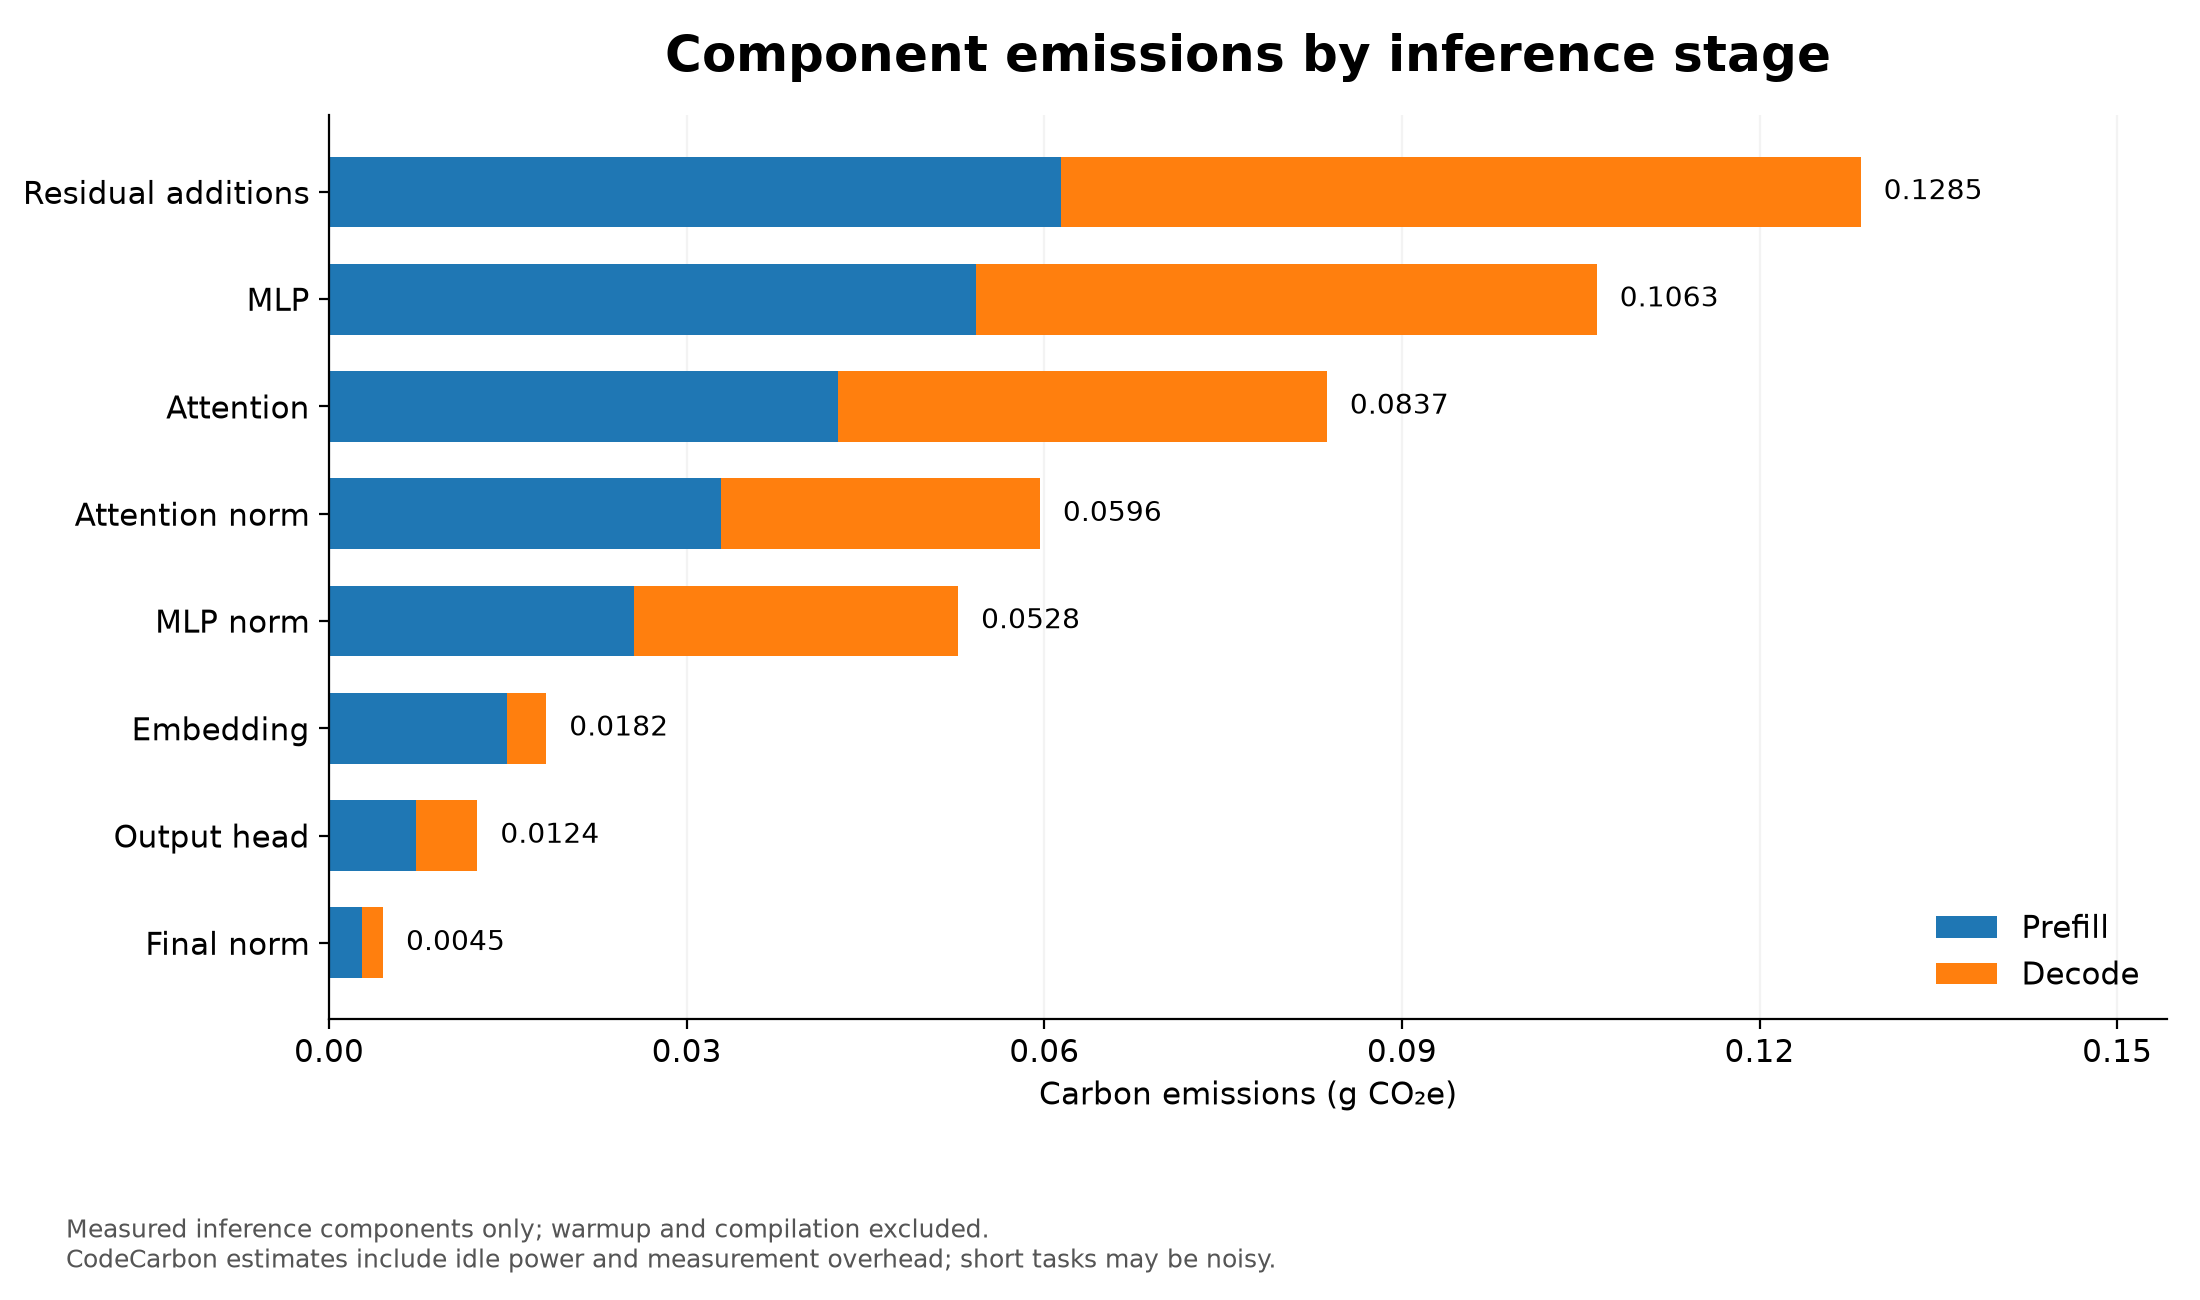 Component emissions by inference stage
Residual additions
0.1285
MLP
0.1063
Attention
0.0837
Attention norm
0.0596
MLP norm
0.0528
Embedding
0.0182
Output head
0.0124
Final norm
0.0045
Prefill
Decode
0.00 0.03 0.06 0.09 0.12 0.15
Carbon emissions (g CO₂e)
Measured inference components only; warmup and compilation excluded.
CodeCarbon estimates include idle power and measurement overhead; short tasks may be noisy.